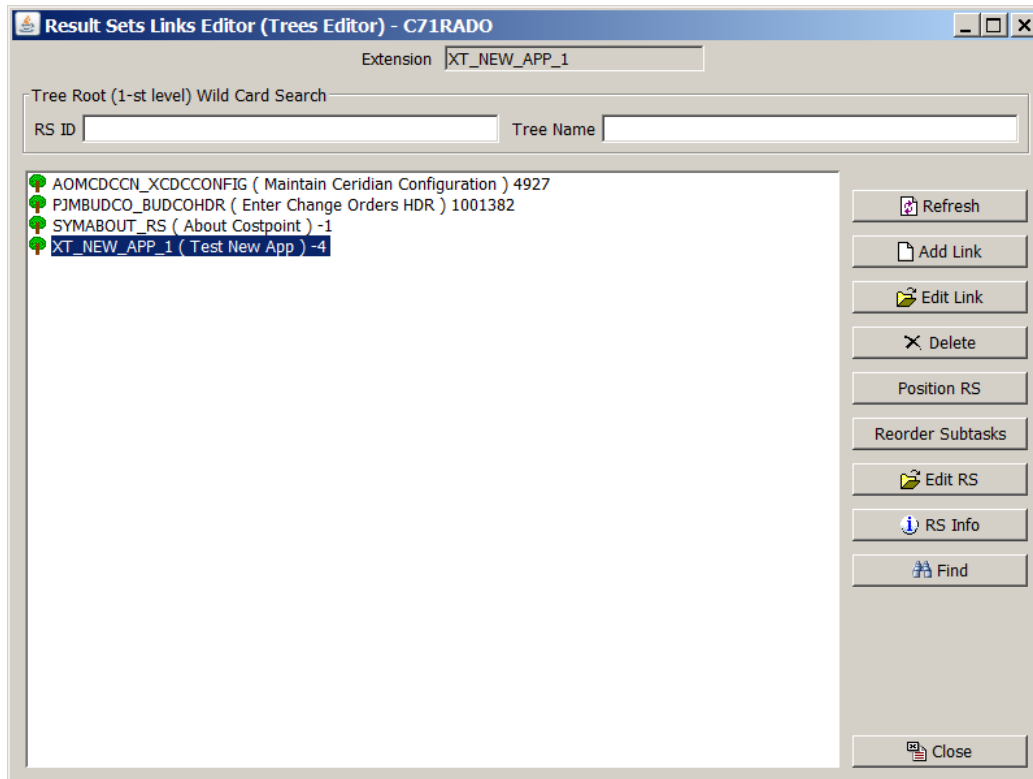 Result Sets Links Editor (Trees Editor) - C71RADO
Extension XT_NEW_APP_1
Tree Root (1-st level) Wild Card Search
RS ID Tree Name
AOMCDCCN_XCDCCONFIG ( Maintain Ceridian Configuration ) 4927
PJMBUDCO_BUDCOHDR ( Enter Change Orders HDR ) 1001382
SYMABOUT_RS ( About Costpoint ) -1
XT_NEW_APP_1 ( Test New App ) -4
Refresh
Add Link
Edit Link
Delete
Position RS
Reorder Subtasks
Edit RS
RS Info
Find
Close